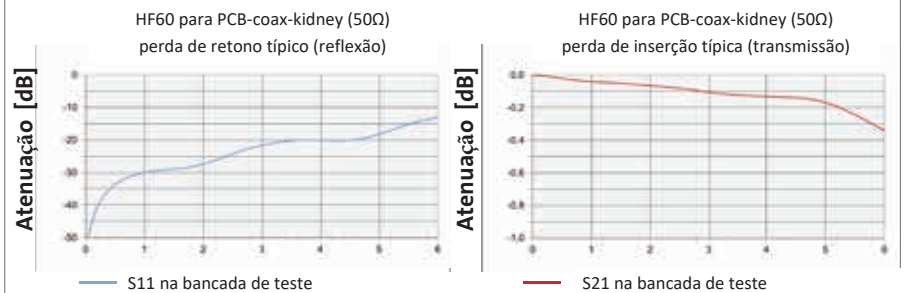 HF60 para PCB-coax-kidney (50Ω)
perda de retono típico (reflexão)
Atenuação [dB]
0
-10
-20
-30
-40
-50
0 1 2 3 4 5 6
S11 na bancada de teste
HF60 para PCB-coax-kidney (50Ω)
perda de inserção típica (transmissão)
Atenuação [dB]
0.0
-0.2
-0.4
-0.6
-0.8
-1.0
0 1 2 3 4 5 6
S21 na bancada de teste